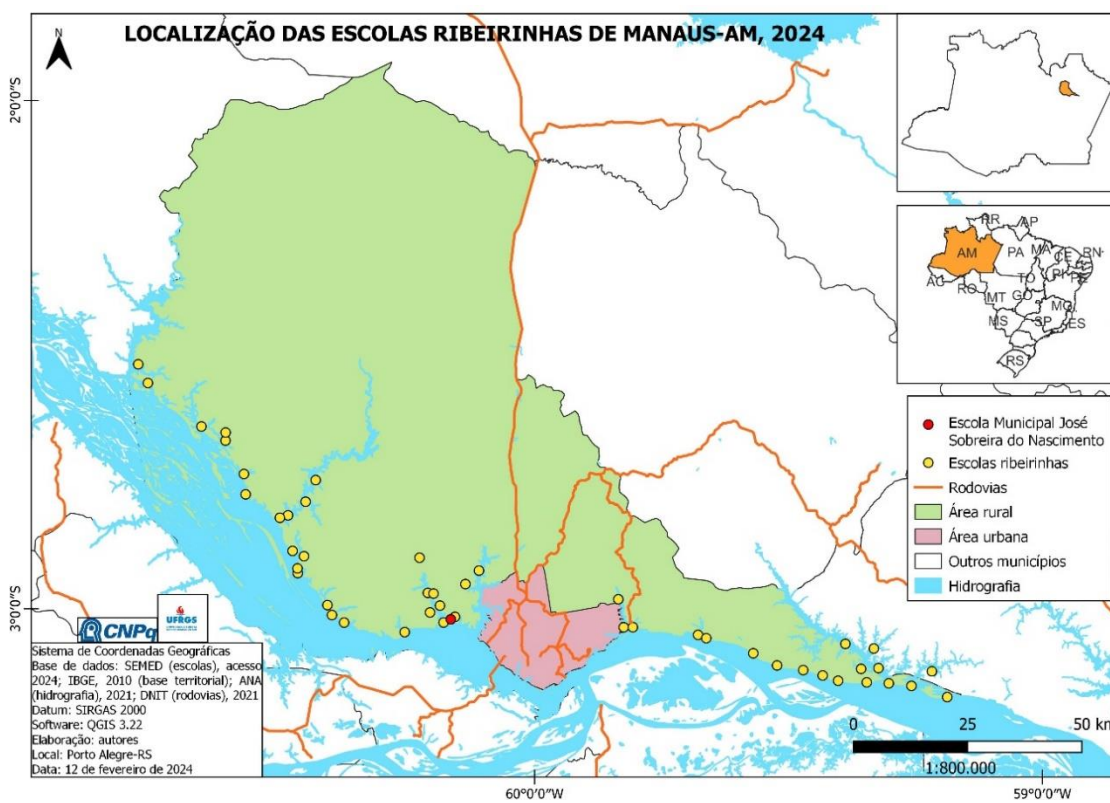 LOCALIZAÇÃO DAS ESCOLAS RIBEIRINHAS DE MANAUS-AM, 2024
N
2°0'0"S
3°0'0"S
RR
AP
AM
PA
MA
CE
RN
PI
PE
AC
RO
TO
MT
GO
MG
MS
SP
ES
RS
Escola Municipal José
Sobreira do Nascimento
Escolas ribeirinhas
Rodovias
Área rural
Área urbana
Outros municípios
Hidrografia
CNPq
UFRGS
Sistema de Coordenadas Geográficas
Base de dados: SEMED (escolas), acesso
2024; IBGE, 2010 (base territorial); ANA
(hidrografia), 2021; DNIT (rodovias), 2021
Datum: SIRGAS 2000
Software: QGIS 3.22
Elaboração: autores
Local: Porto Alegre-RS
Data: 12 de fevereiro de 2024
0 25 50 km
1:800.000
60°0'0"W
59°0'0"W